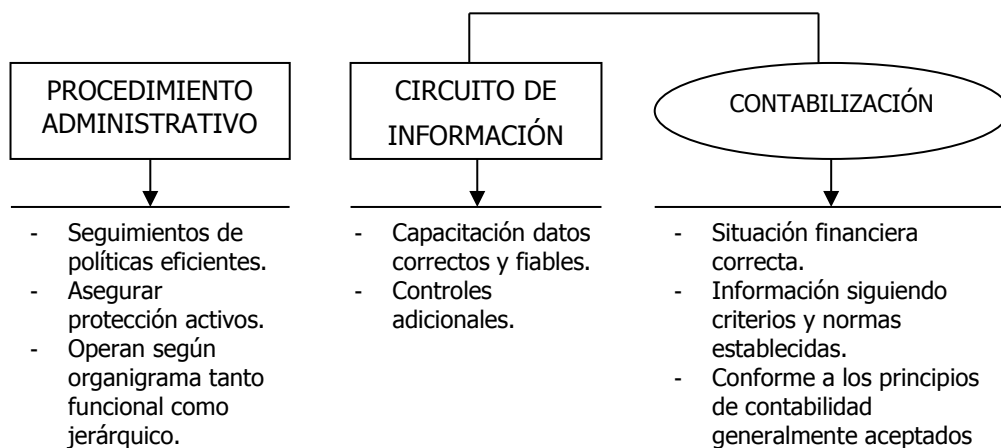 PROCEDIMIENTO
ADMINISTRATIVO
CIRCUITO DE
INFORMACIÓN
CONTABILIZACIÓN
- Seguimientos de
políticas eficientes.
- Asegurar
protección activos.
- Operan según
organigrama tanto
funcional como
jerárquico.
- Capacitación datos
correctos y fiables.
- Controles
adicionales.
- Situación financiera
correcta.
- Información siguiendo
criterios y normas
establecidas.
- Conforme a los principios
de contabilidad
generalmente aceptados